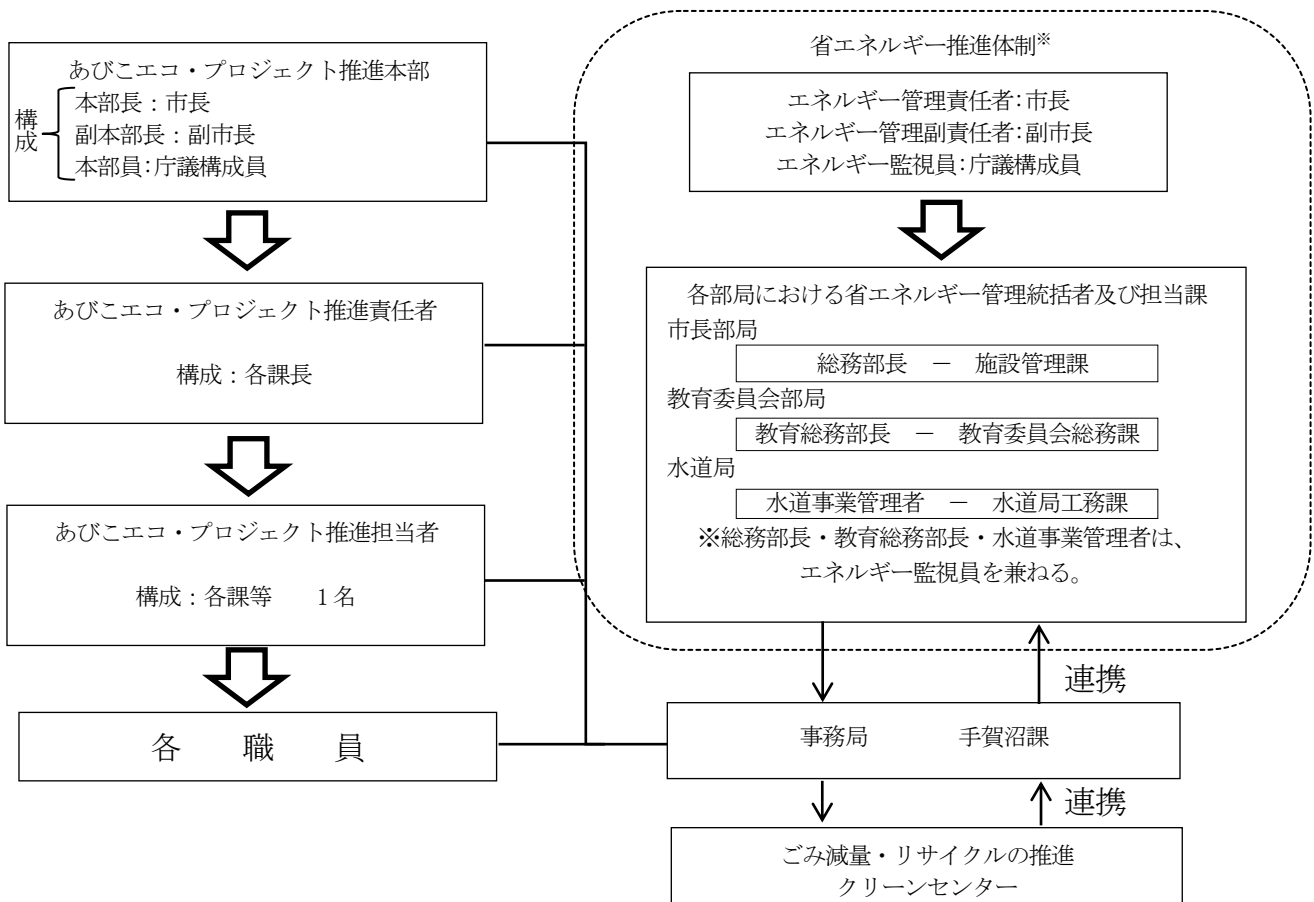 あびこエコ・プロジェクト推進本部
構成
本部長：市長
副本部長：副市長
本部員：庁議構成員
あびこエコ・プロジェクト推進責任者
構成：各課長
あびこエコ・プロジェクト推進担当者
構成：各課等　1名
各　職　員
省エネルギー推進体制※
エネルギー管理責任者：市長
エネルギー管理副責任者：副市長
エネルギー監視員：庁議構成員
各部局における省エネルギー管理統括者及び担当課
市長部局
総務部長　－　施設管理課
教育委員会部局
教育総務部長　－　教育委員会総務課
水道局
水道事業管理者　－　水道局工務課
※総務部長・教育総務部長・水道事業管理者は、
エネルギー監視員を兼ねる。
連携
事務局　手賀沼課
連携
ごみ減量・リサイクルの推進
クリーンセンター